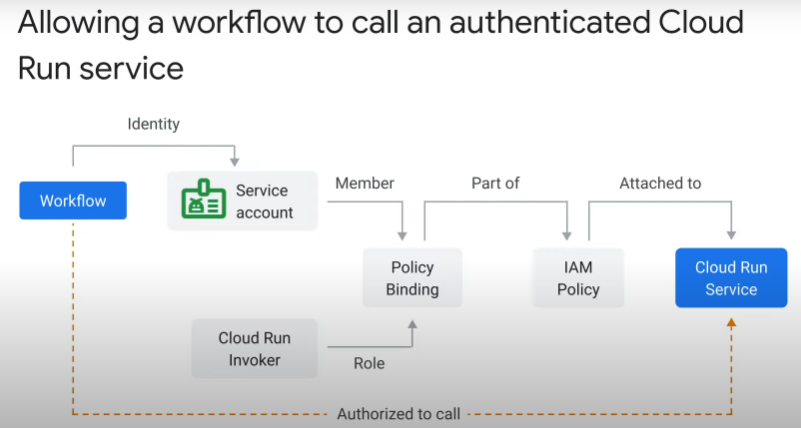 Allowing a workflow to call an authenticated Cloud
Run service
Identity
Workflow
Service
account
Member
Part of
Attached to
Policy
Binding
IAM
Policy
Cloud Run
Service
Cloud Run
Invoker
Role
Authorized to call